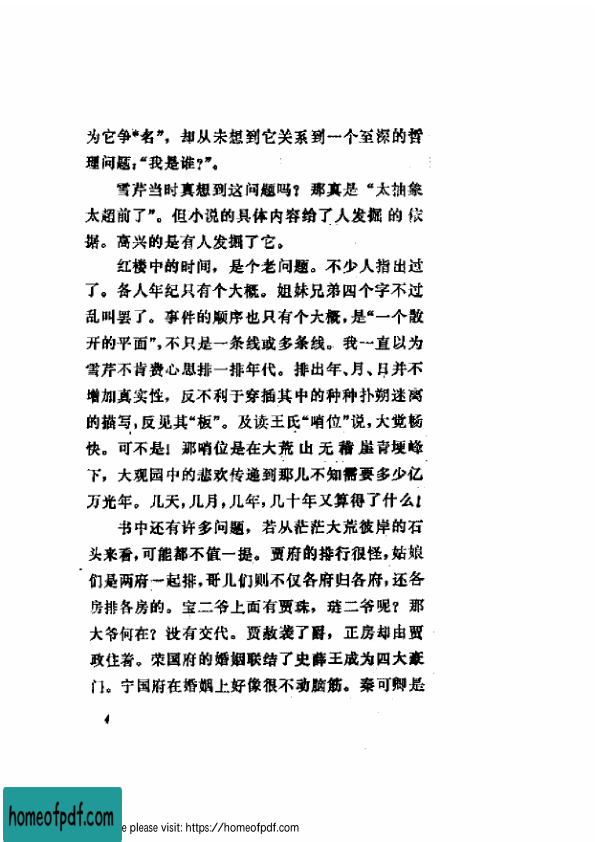 为它争“名”，却从未想到它关系到一个至深的哲
理问题：“我是谁？”。
雪芹当时真想到这问题吗？那真是“太抽象
太超前了”。但小说的具体内容给了人发掘的依
据。高兴的是有人发掘了它。
红楼中的时间，是个老问题。不少人指出过
了。各人年纪只有个大概。姐妹兄弟四个字不过
乱叫罢了。事件的顺序也只有个大概，是“一个散
开的平面”，不只是一条线或多条线。我一直以为
雪芹不肯费心思排一排年代。排出年、月、日并不
增加真实性，反不利于穿插其中的种种扑朔迷离
的描写，反见其“板”。及读王氏“哨位”说，大觉畅
快。可不是！那哨位是在大荒山无稽崖青埂峰
下，大观园中的悲欢传递到那儿不知需要多少亿
万光年。几天，几月，几年，几十年又算得了什么！
书中还有许多问题，若从茫茫大荒彼岸的石
头来看，可能都不值一提。贾府的排行很怪，姑娘
们是两府一起排，哥儿们则不仅各府归各府，还各
房排各房的。宝二爷上面有贾珠，琏二爷呢？那
大爷何在？没有交代。贾赦袭了爵，正房却由贾
政住着。荣国府的婚姻联结了史薛王成为四大豪
门。宁国府在婚姻上好像很不动脑筋。秦可卿是
4
homeofpdf.com
e please visit: https://homeofpdf.com